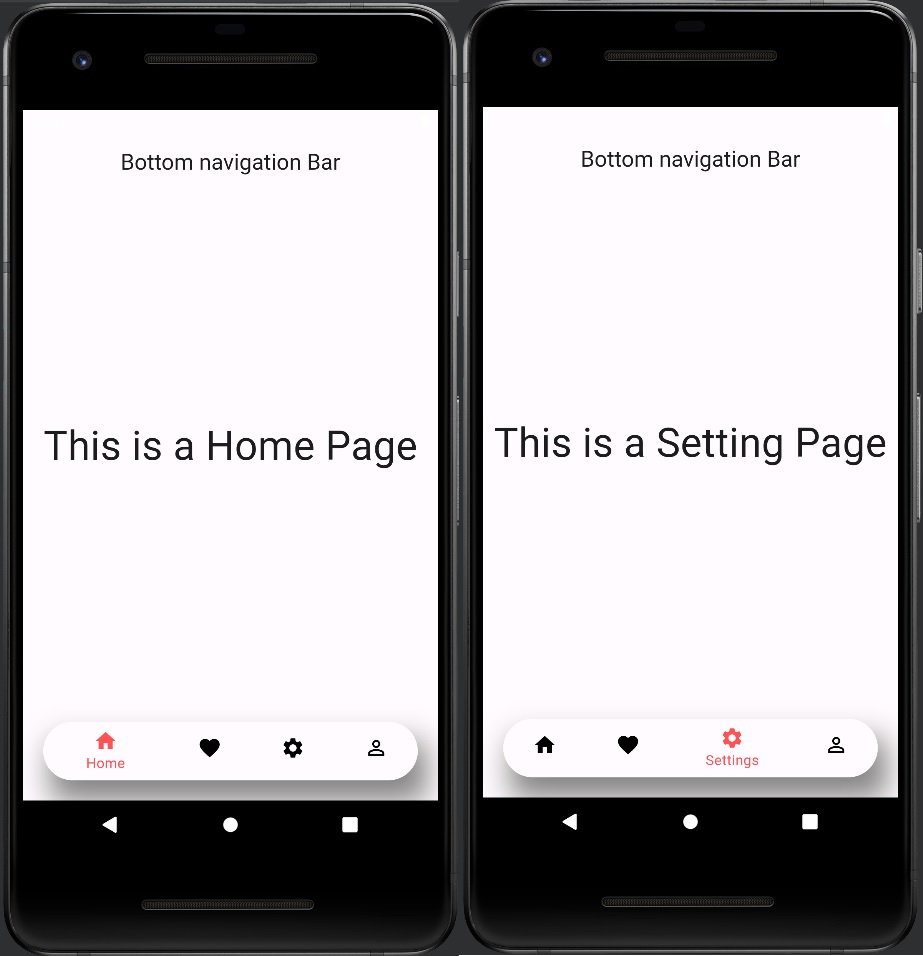 Bottom navigation Bar
This is a Home Page
Home
Bottom navigation Bar
This is a Setting Page
Settings